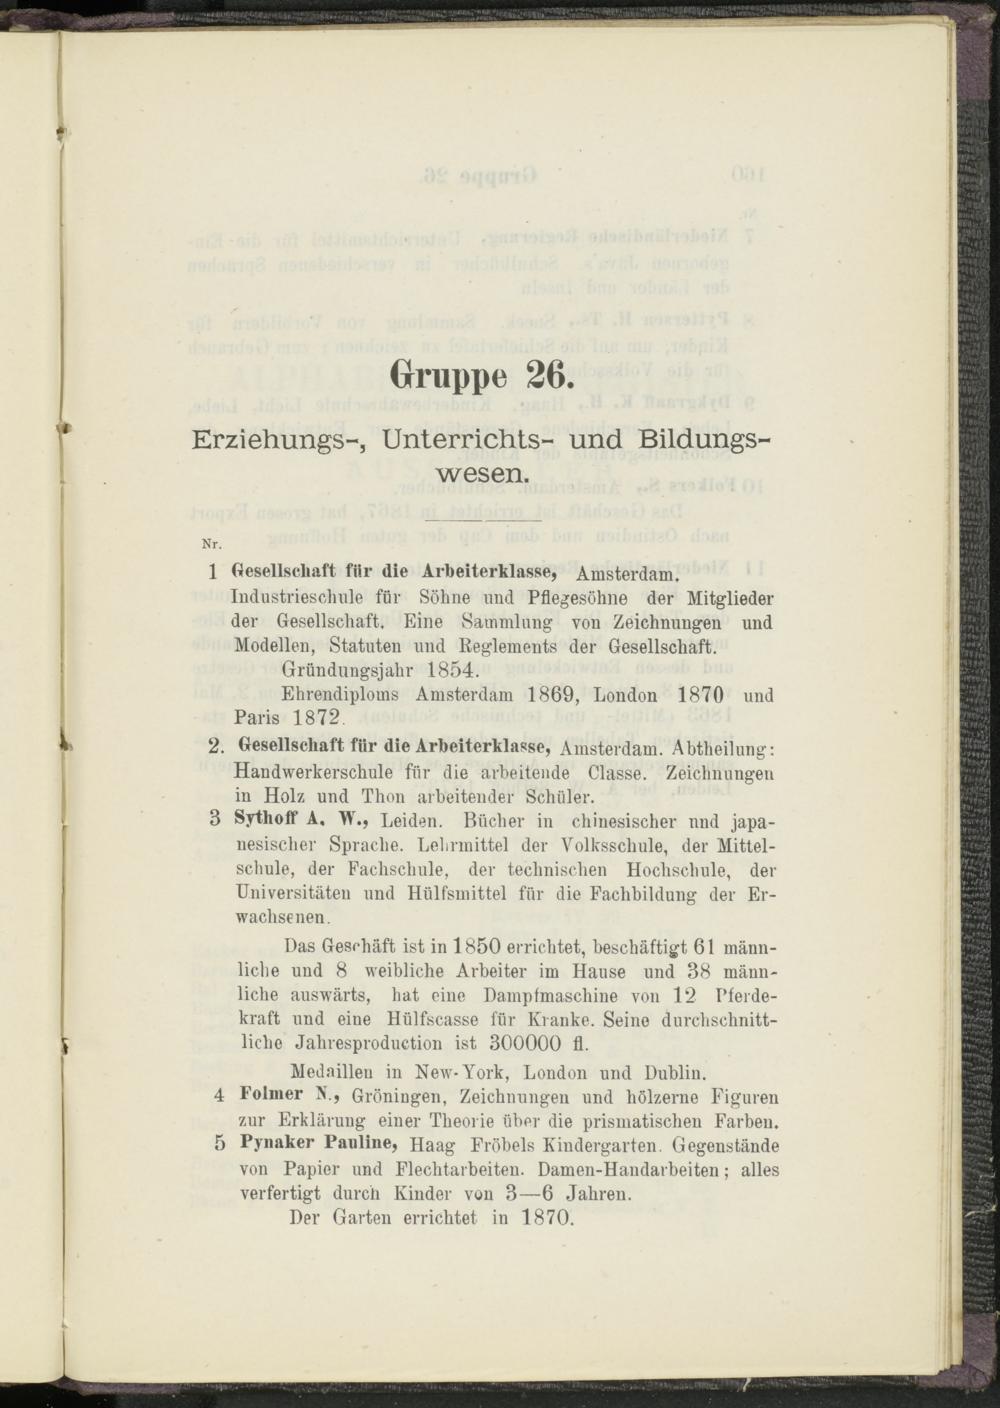 Gruppe 26.
Erziehungs-, Unterrichts- und Bildungs-
wesen.
Nr.
1 Gesellschaft für die Arbeiterklasse, Amsterdam.
Industrieschule für Söhne und Pflegesöhne der Mitglieder
der Gesellschaft, Eine Sammlung von Zeichnungen und
Modellen, Statuten und Reglements der Gesellschaft.
Gründungsjahr 1854.
Ehrendiploms Amsterdam 1869, London 1870 und
Paris 1872.
2. Gesellschaft für die Arbeiterklasse, Amsterdam. Abtheilung:
Handwerkerschule für die arbeitende Classe. Zeichnungen
in Holz und Thon arbeitender Schüler.
3 Sythoff A. W., Leiden. Bücher in chinesischer nnd japa-
nesischer Sprache. Lehrmittel der Volksschule, der Mittel-
schule, der Fachschule, der technischen Hochschule, der
Universitäten und Hülfsmittel für die Fachbildung der Er-
wachsenen.
Das Geschäft ist in 1850 errichtet, beschäftigt 61 männ-
liche und 8 weibliche Arbeiter im Hause und 38 männ-
liche auswärts, hat eine Dampfmaschine von 12 Pferde-
kraft und eine Hülfscasse für Kranke. Seine durchschnitt-
liche Jahresproduction ist 300000 fl.
Medaillen in New-York, London und Dublin.
4 Folmer N., Gröningen, Zeichnungen und hölzerne Figuren
zur Erklärung einer Theorie über die prismatischen Farben.
5 Pynaker Pauline, Haag Fröbels Kindergarten. Gegenstände
von Papier und Flechtarbeiten. Damen-Handarbeiten; alles
verfertigt durch Kinder von 3—6 Jahren.
Der Garten errichtet in 1870.